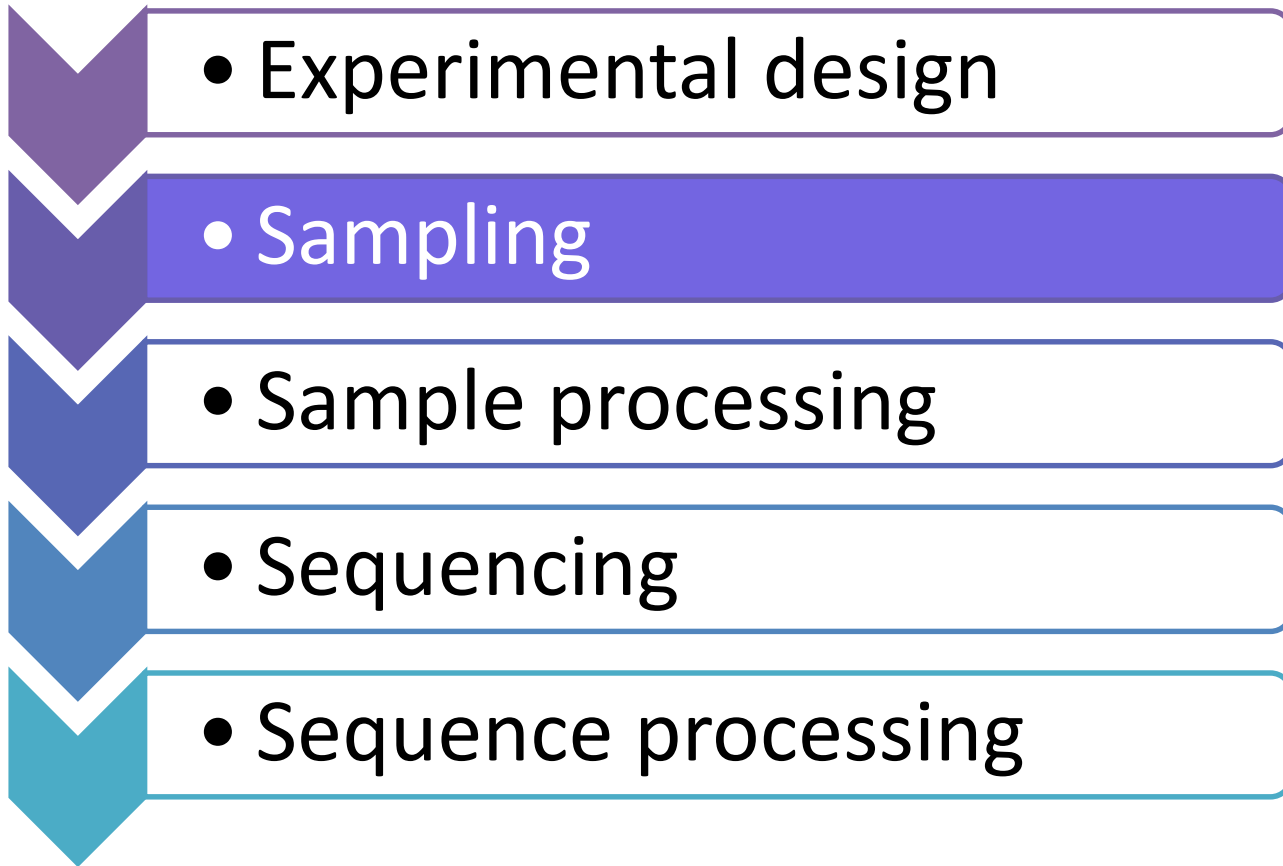 • Experimental design
• Sampling
• Sample processing
• Sequencing
• Sequence processing